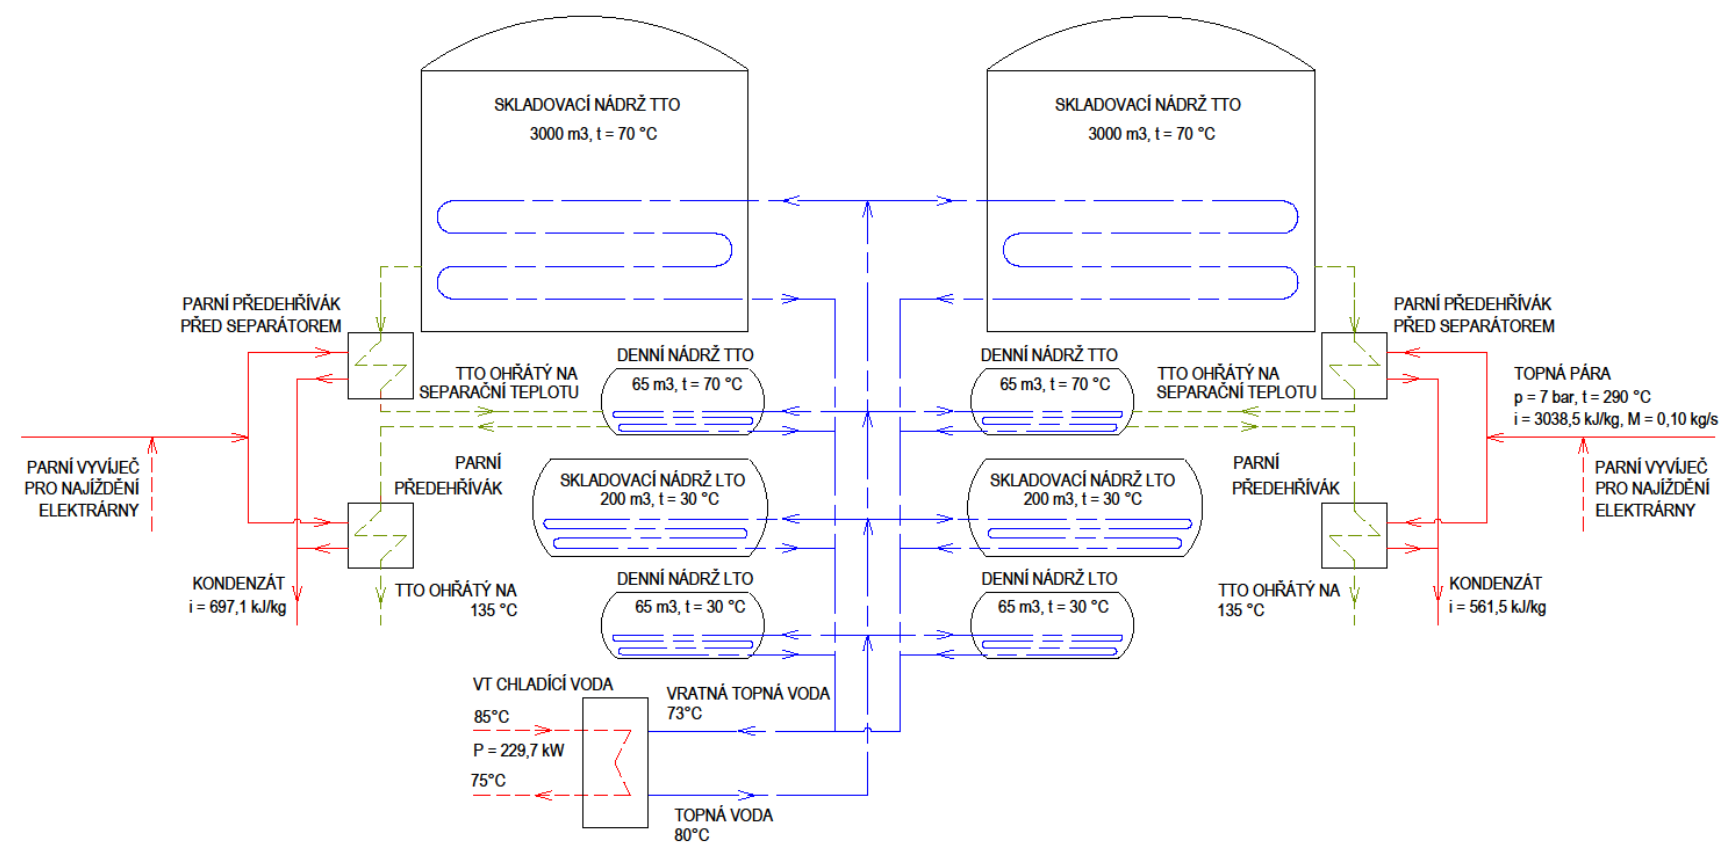 SKLADOVACÍ NÁDRŽ TTO
3000 m3, t = 70 °C
SKLADOVACÍ NÁDRŽ TTO
3000 m3, t = 70 °C
PARNÍ PŘEDEHŘÍVÁK
PŘED SEPARÁTOREM
PARNÍ PŘEDEHŘÍVÁK
PŘED SEPARÁTOREM
DENNÍ NÁDRŽ TTO
65 m3, t = 70 °C
DENNÍ NÁDRŽ TTO
65 m3, t = 70 °C
TTO OHŘÁTÝ NA
SEPARAČNÍ TEPLOTU
TTO OHŘÁTÝ NA
SEPARAČNÍ TEPLOTU
TOPNÁ PÁRA
p = 7 bar, t = 290 °C
i = 3038,5 kJ/kg, M = 0,10 kg/s
PARNÍ VYVÍJEČ
PRO NAJÍŽDĚNÍ
ELEKTRÁRNY
PARNÍ
PŘEDEHŘÍVÁK
SKLADOVACÍ NÁDRŽ LTO
200 m3, t = 30 °C
SKLADOVACÍ NÁDRŽ LTO
200 m3, t = 30 °C
PARNÍ
PŘEDEHŘÍVÁK
PARNÍ VYVÍJEČ
PRO NAJÍŽDĚNÍ
ELEKTRÁRNY
KONDENZÁT
i = 697,1 kJ/kg
TTO OHŘÁTÝ NA
135 °C
DENNÍ NÁDRŽ LTO
65 m3, t = 30 °C
DENNÍ NÁDRŽ LTO
65 m3, t = 30 °C
TTO OHŘÁTÝ NA
135 °C
KONDENZÁT
i = 561,5 kJ/kg
VT CHLADÍCÍ VODA
85°C
P = 229,7 kW
75°C
VRATNÁ TOPNÁ VODA
73°C
TOPNÁ VODA
80°C